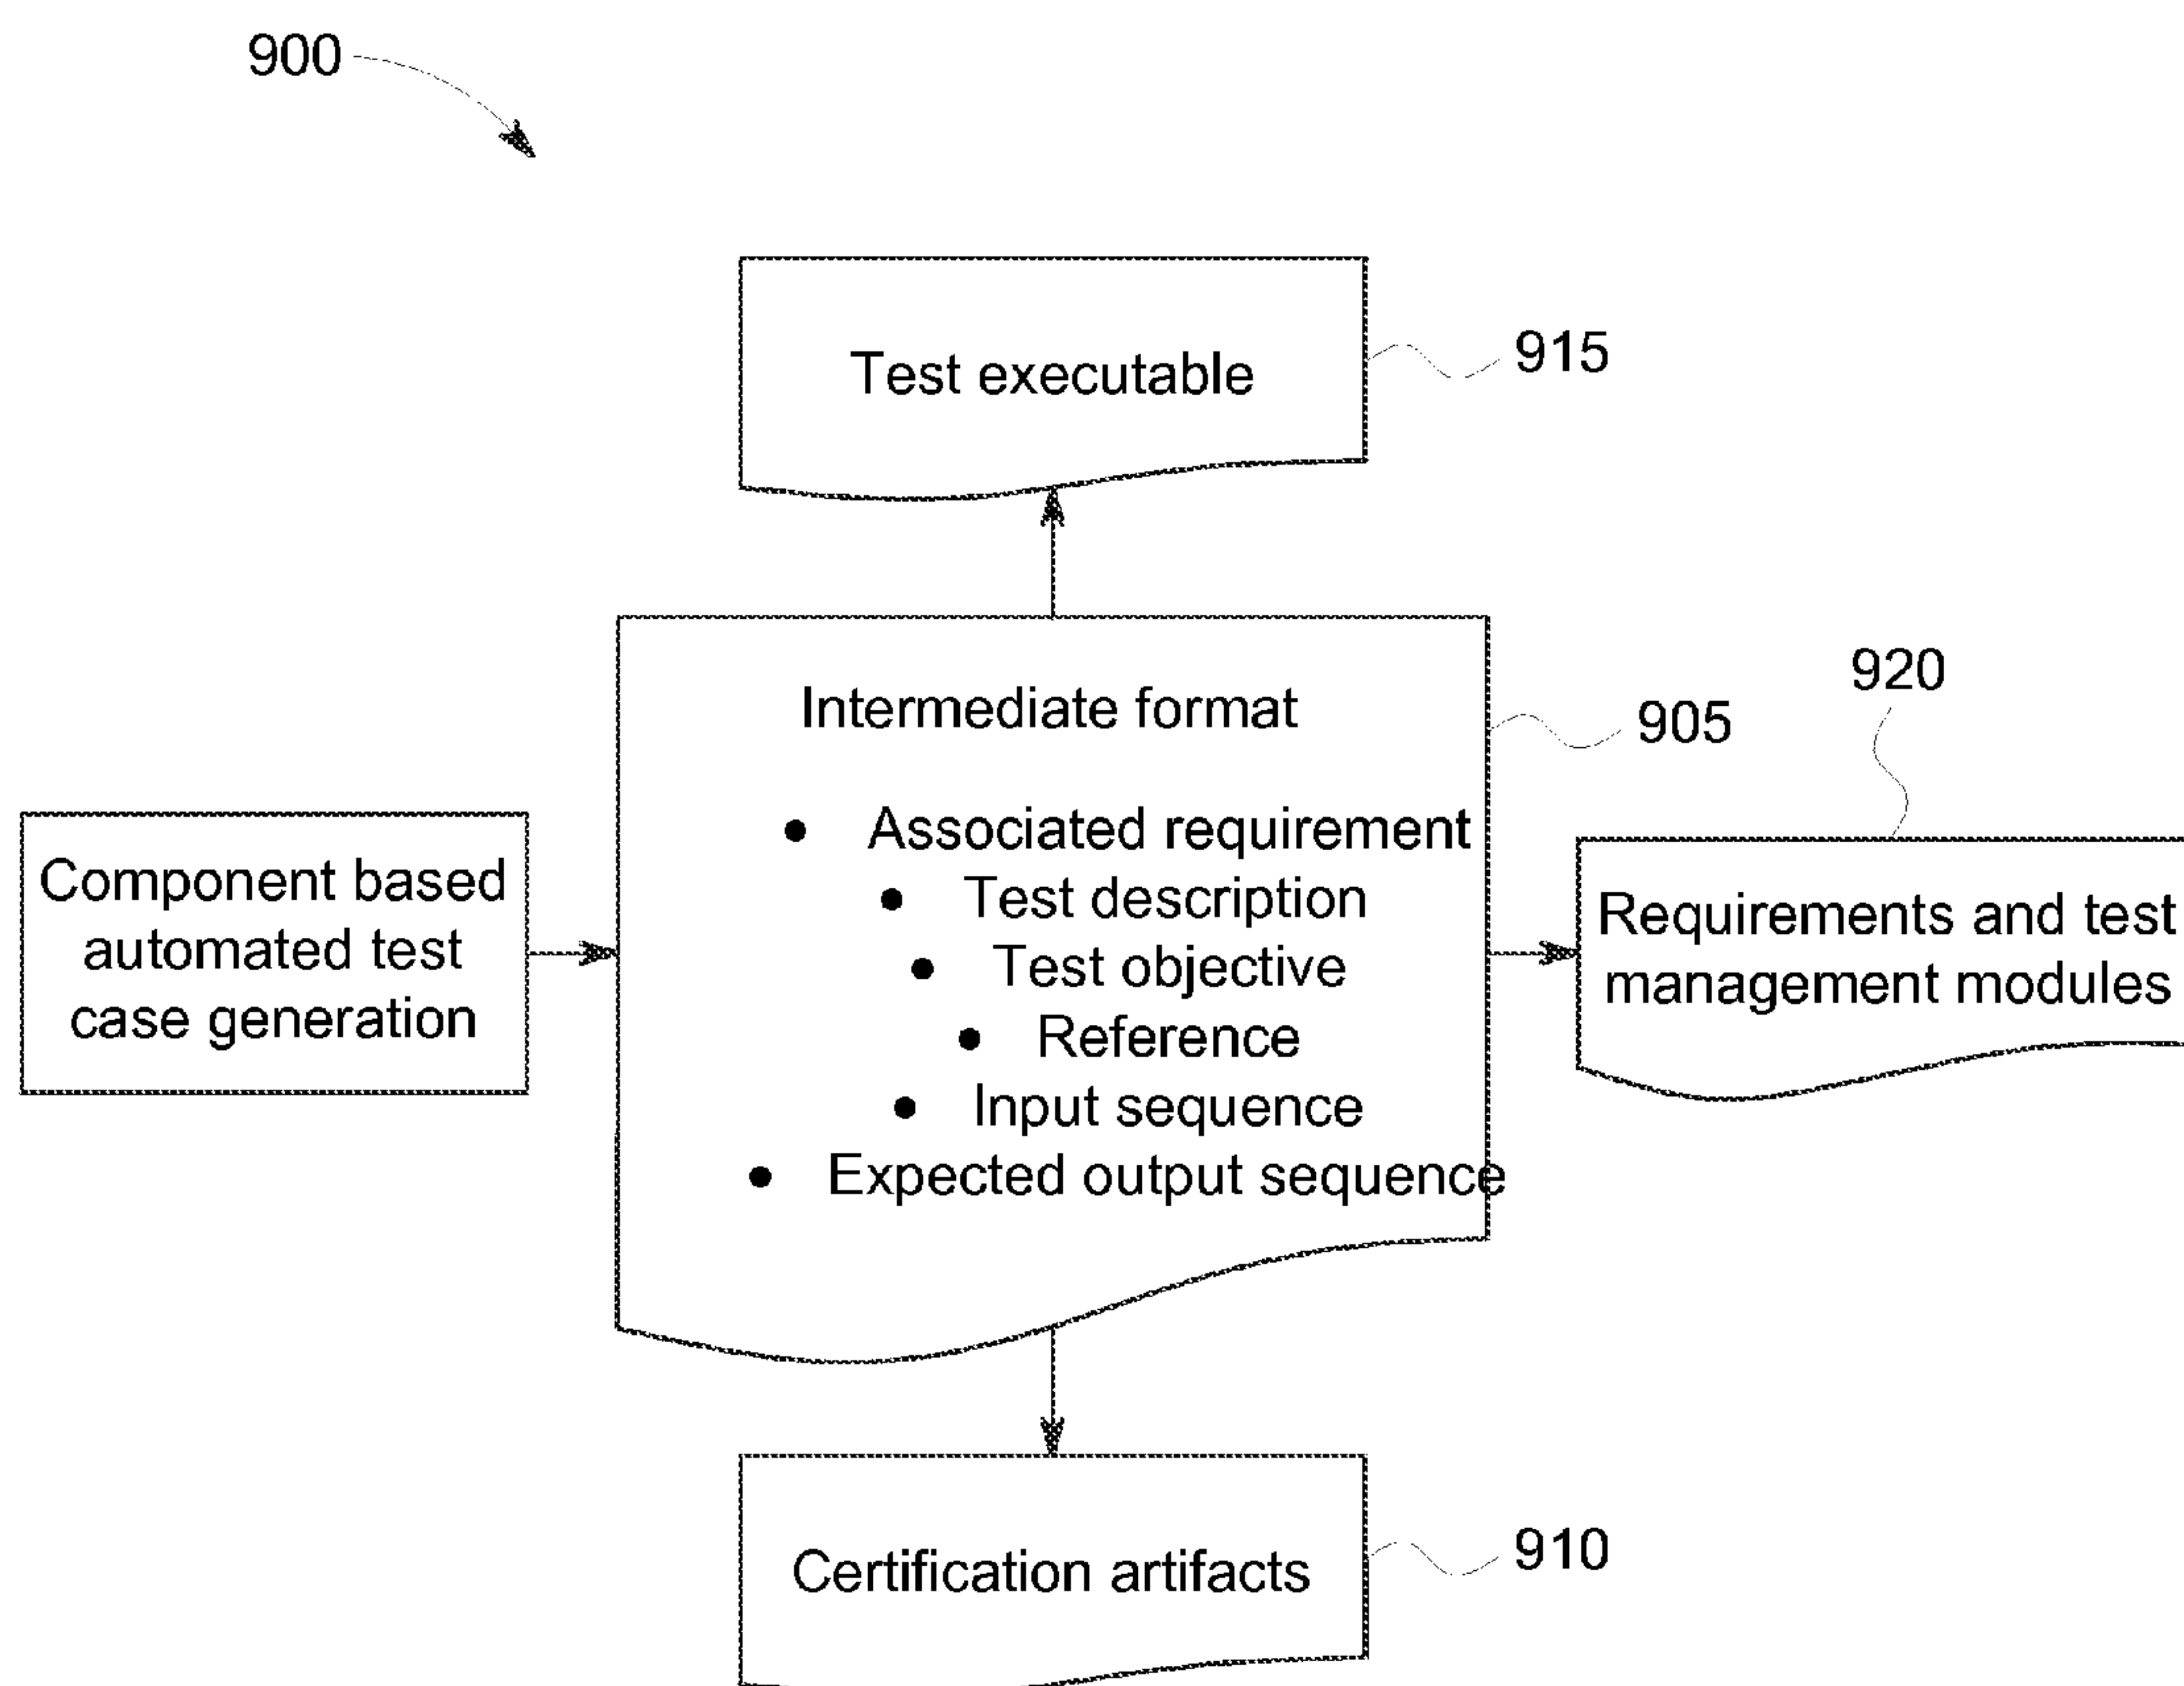 900
Test executable
915
Intermediate format
905
920
• Associated requirement
• Test description
• Test objective
• Reference
• Input sequence
• Expected output sequence
Component based
automated test
case generation
Requirements and test
management modules
Certification artifacts
910